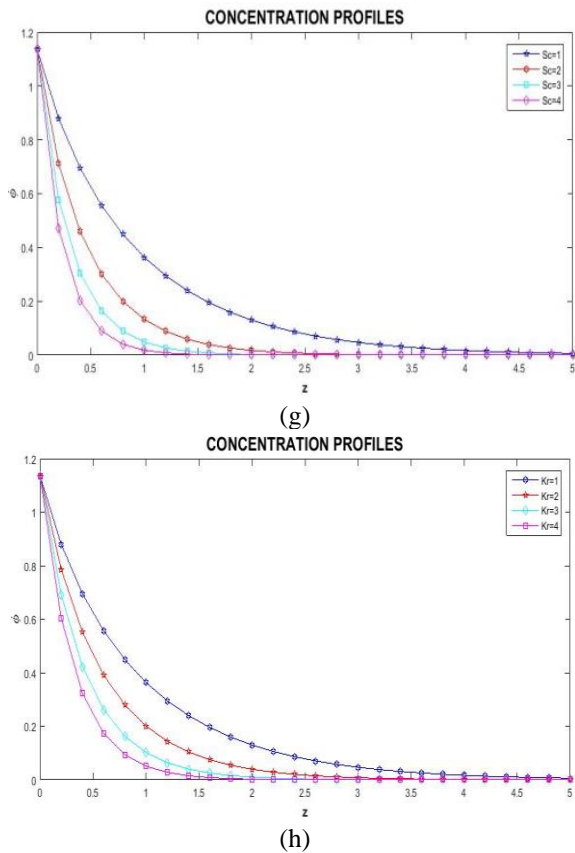 CONCENTRATION PROFILES
Sc=1
Sc=2
Sc=3
Sc=4
1.2
1
0.8
0.6
0.4
0.2
0
ϕ
0 0.5 1 1.5 2 2.5 3 3.5 4 4.5 5
z
(g)
CONCENTRATION PROFILES
Kr=1
Kr=2
Kr=3
Kr=4
1.2
1
0.8
0.6
0.4
0.2
0
ϕ
0 0.5 1 1.5 2 2.5 3 3.5 4 4.5 5
z
(h)